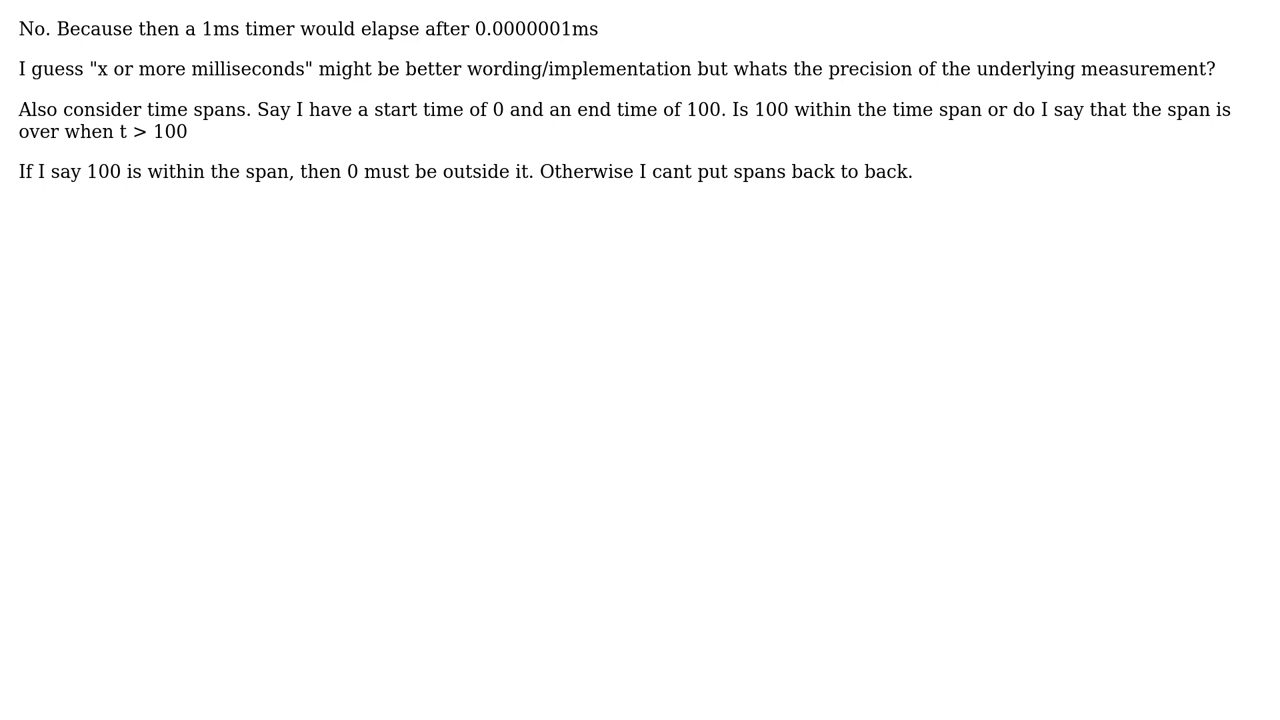 No. Because then a 1ms timer would elapse after 0.0000001ms
I guess "x or more milliseconds" might be better wording/implementation but whats the precision of the underlying measurement?
Also consider time spans. Say I have a start time of 0 and an end time of 100. Is 100 within the time span or do I say that the span is
over when t > 100
If I say 100 is within the span, then 0 must be outside it. Otherwise I cant put spans back to back.